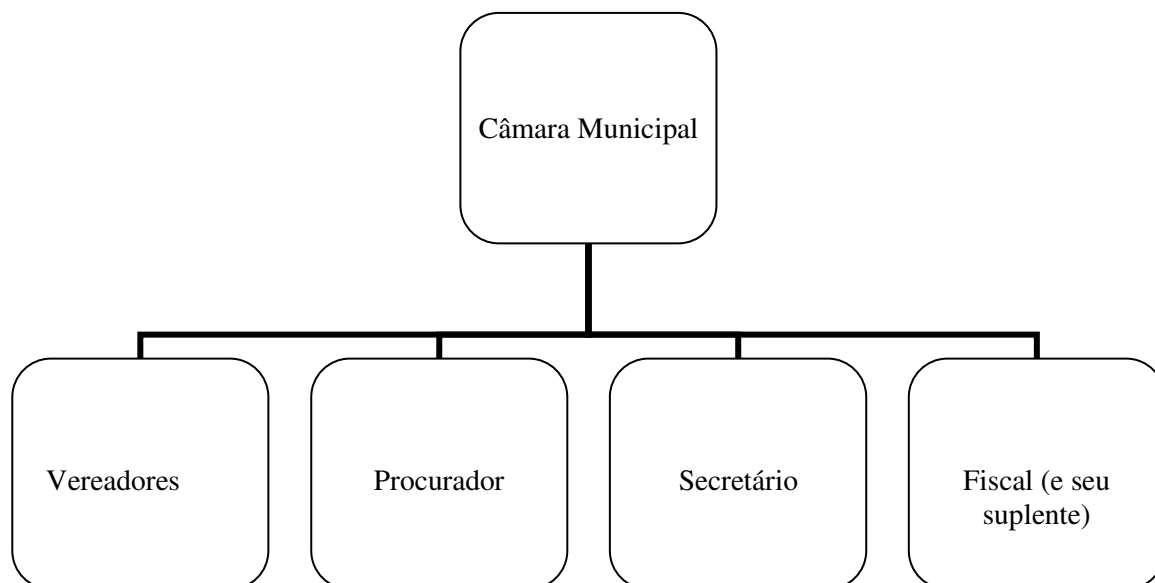 Câmara Municipal
Vereadores
Procurador
Secretário
Fiscal (e seu
suplente)